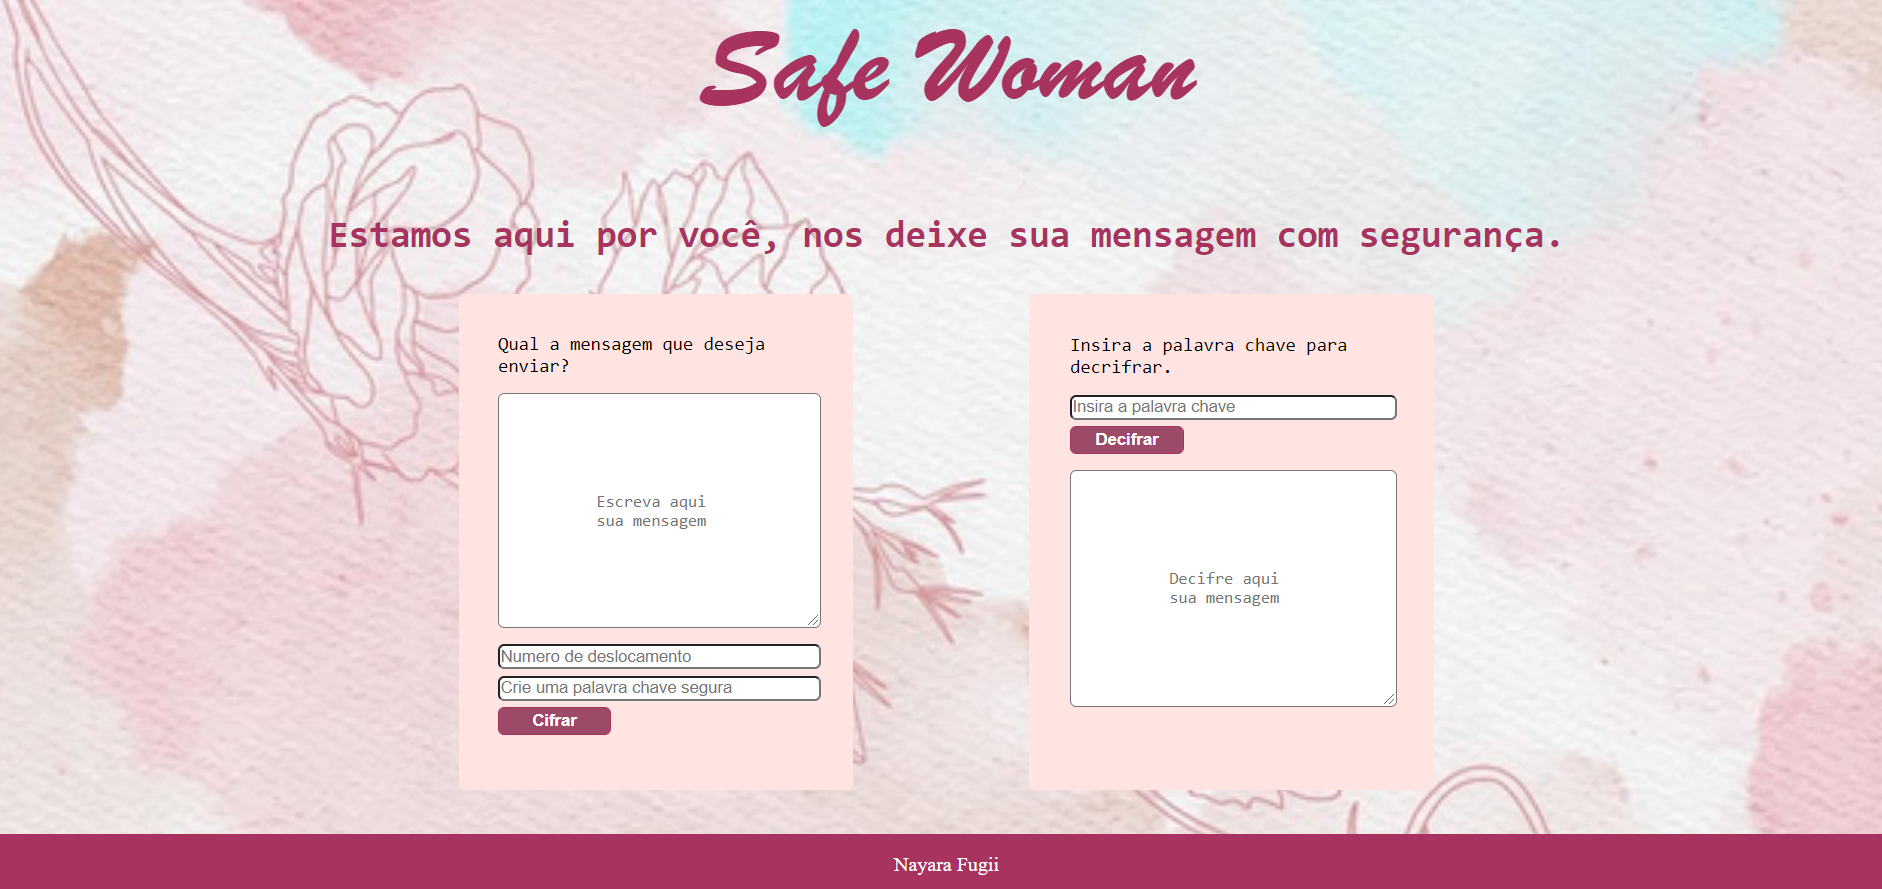 Safe Woman
Estamos aqui por você, nos deixe sua mensagem com segurança.
Qual a mensagem que deseja
enviar?
Escreva aqui
sua mensagem
Numero de deslocamento
Crie uma palavra chave segura
Cifrar
Insira a palavra chave para
decrifrar.
Insira a palavra chave
Decifrar
Decifre aqui
sua mensagem
Nayara Fugii